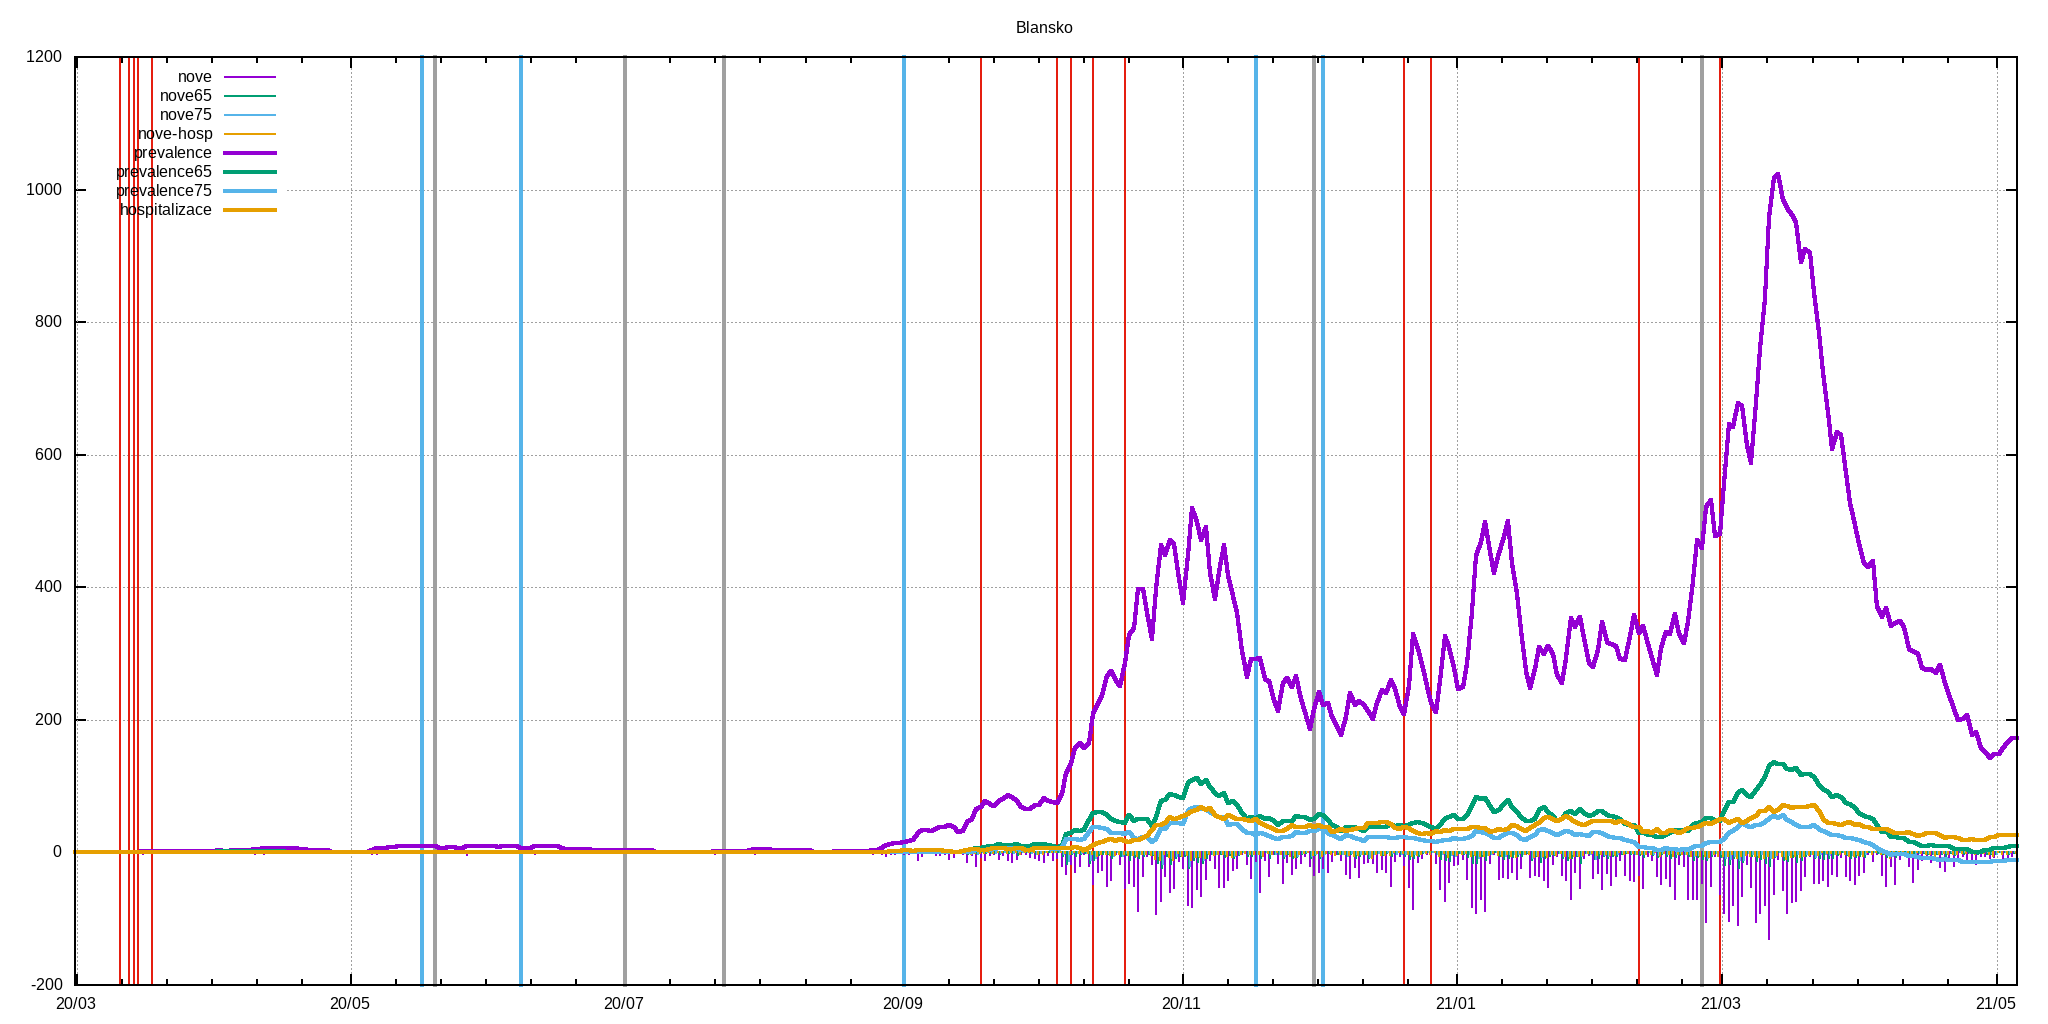 Blansko
1200
1000
800
600
400
200
0
-200
nove
nove65
nove75
nove-hosp
prevalence
prevalence65
prevalence75
hospitalizace
20/03 20/05 20/07 20/09 20/11 21/01 21/03 21/05